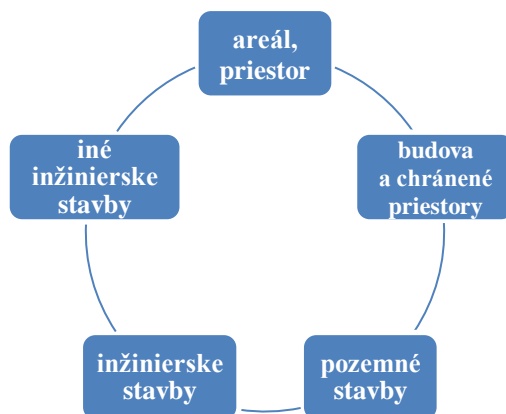 areál,
priestor
budova
a chránené
priestory
pozemné
stavby
inžinierske
stavby
iné
inžinierske
stavby